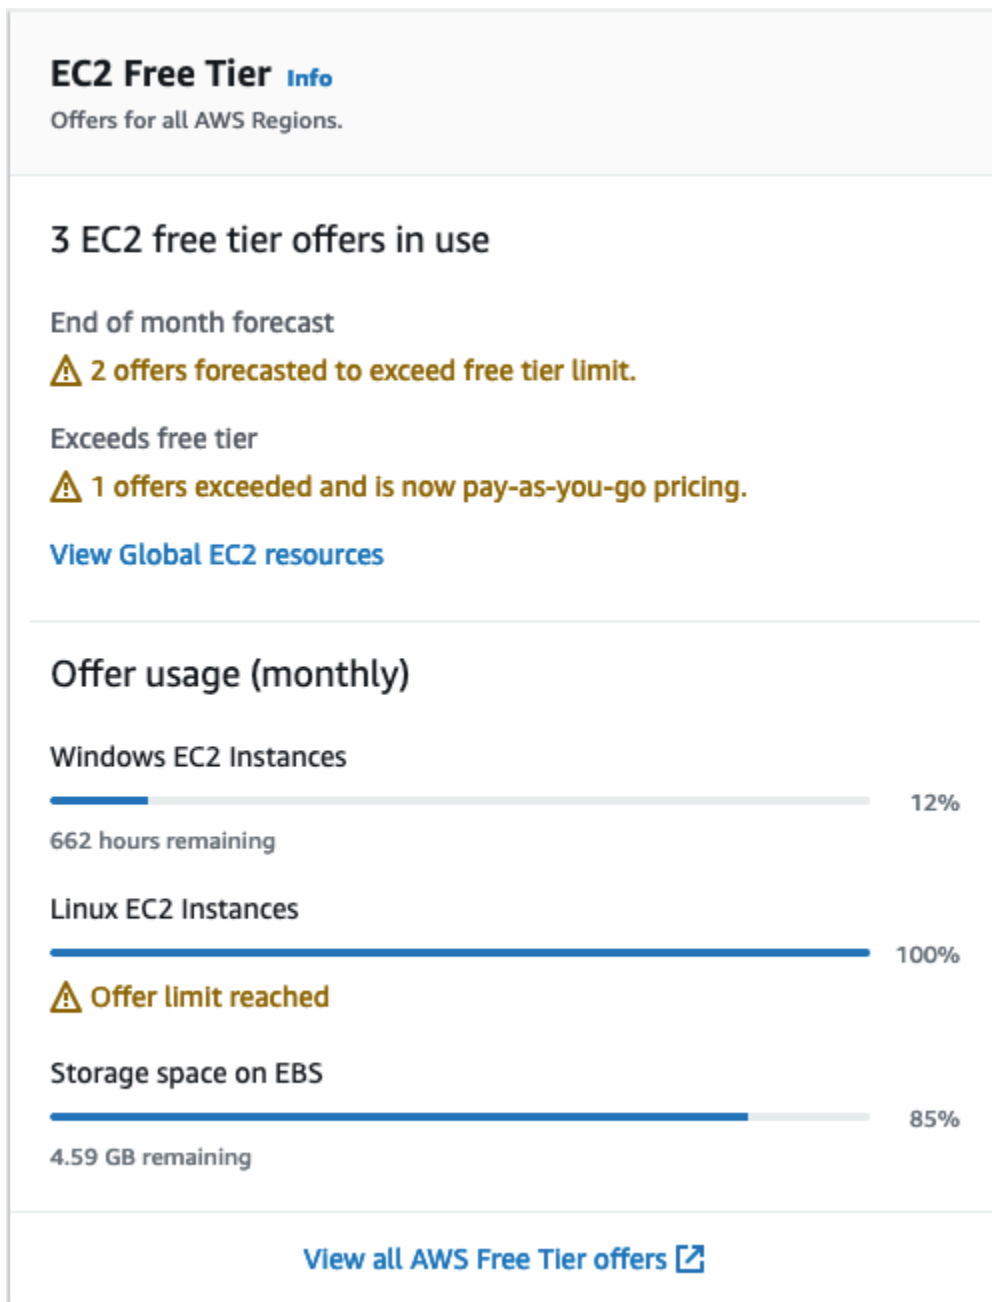 EC2 Free Tier Info
Offers for all AWS Regions.
3 EC2 free tier offers in use
End of month forecast
2 offers forecasted to exceed free tier limit.
Exceeds free tier
1 offers exceeded and is now pay-as-you-go pricing.
View Global EC2 resources
Offer usage (monthly)
Windows EC2 Instances
12%
662 hours remaining
Linux EC2 Instances
100%
Offer limit reached
Storage space on EBS
85%
4.59 GB remaining
View all AWS Free Tier offers